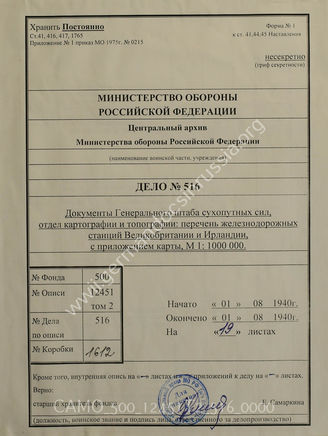 Хранить Постоянно
Ст.41, 416, 417, 1765
Приложение № 1 приказ МО 1975г. № 0215
Форма № 1
к ст. 41,44,45 Наставления
несекретно
(гриф секретности)
МИНИСТЕРСТВО ОБОРОНЫ
РОССИЙСКОЙ ФЕДЕРАЦИИ
Центральный архив
Министерства обороны Российской Федерации
(наименование воинской части, учреждения)
ДЕЛО № 516
Документы Генерального штаба сухопутных сил,
отдел картографии и топографии: перечень железнодорожных
станций Великобритании и Ирландии,
с приложением карты, М 1: 1000 000.
№ Фонда 500
№ Описи 12451
том 2
№ Дела 516
по описи
№ Коробки 1612
Начато « 01 » 08 1940г.
Окончено « 01 » 08 1940г.
На « 19 » листах
Кроме того, внутренняя опись на листах и приложений к делу на листах
Верно:
старший хранитель фонда Е. Самаркина
(должность, воинское звание и подпись лица, ответственного за делопроизводство)